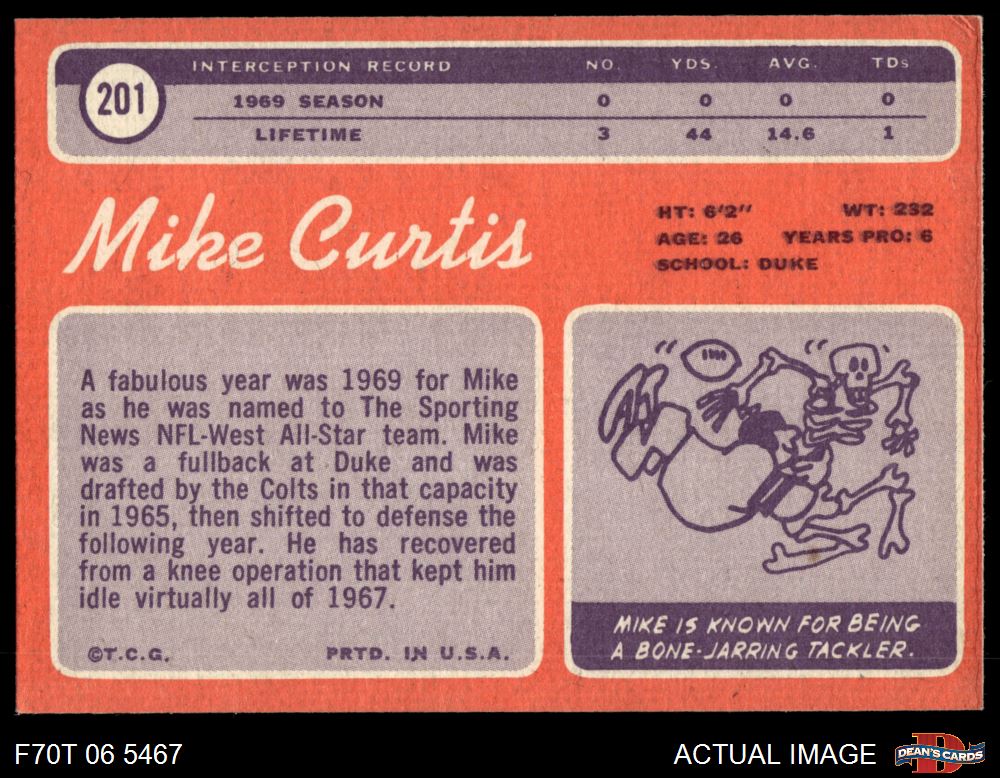 201
INTERCEPTION RECORD NO. YDS. AVG. TDs
1969 SEASON 0 0 0 0
LIFETIME 3 44 14.6 1
Mike Curtis
HT: 6'2" WT: 232
AGE: 26 YEARS PRO: 6
SCHOOL: DUKE
A fabulous year was 1969 for Mike
as he was named to The Sporting
News NFL-West All-Star team. Mike
was a fullback at Duke and was
drafted by the Colts in that capacity
in 1965, then shifted to defense the
following year. He has recovered
from a knee operation that kept him
idle virtually all of 1967.
©T.C.G. PRTD. IN U.S.A.
MIKE IS KNOWN FOR BEING
A BONE-JARRING TACKLER.
F70T 06 5467
ACTUAL IMAGE
DEAN'S CARDS